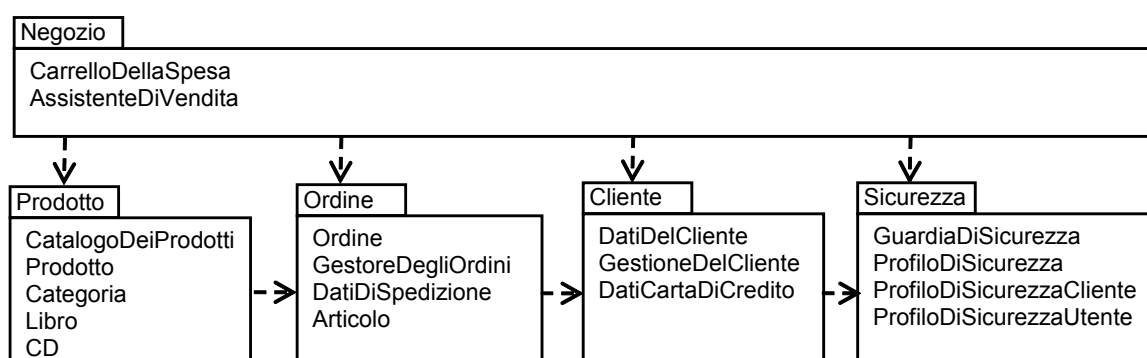 Negozio
CarrelloDellaSpesa
AssistenteDiVendita
Prodotto
CatalogoDeiProdotti
Prodotto
Categoria
Libro
CD
Ordine
Ordine
GestoreDegliOrdini
DatiDiSpedizione
Articolo
Cliente
DatiDelCliente
GestioneDelCliente
DatiCartaDiCredito
Sicurezza
GuardiaDiSicurezza
ProfiloDiSicurezza
ProfiloDiSicurezzaCliente
ProfiloDiSicurezzaUtente